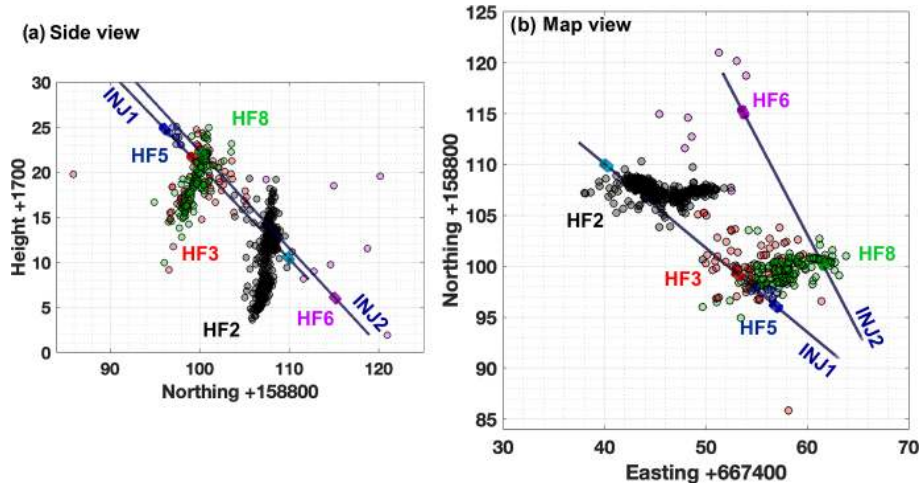 (a) Side view
30
25
20
15
10
5
0
Height +1700
90
100
110
120
Northing +158800
INJ1
INJ2
HF8
HF5
HF3
HF2
HF6
(b) Map view
125
120
115
110
105
100
95
90
85
Northing +158800
30
40
50
60
70
Easting +667400
HF6
HF2
HF3
HF8
HF5
INJ1
INJ2